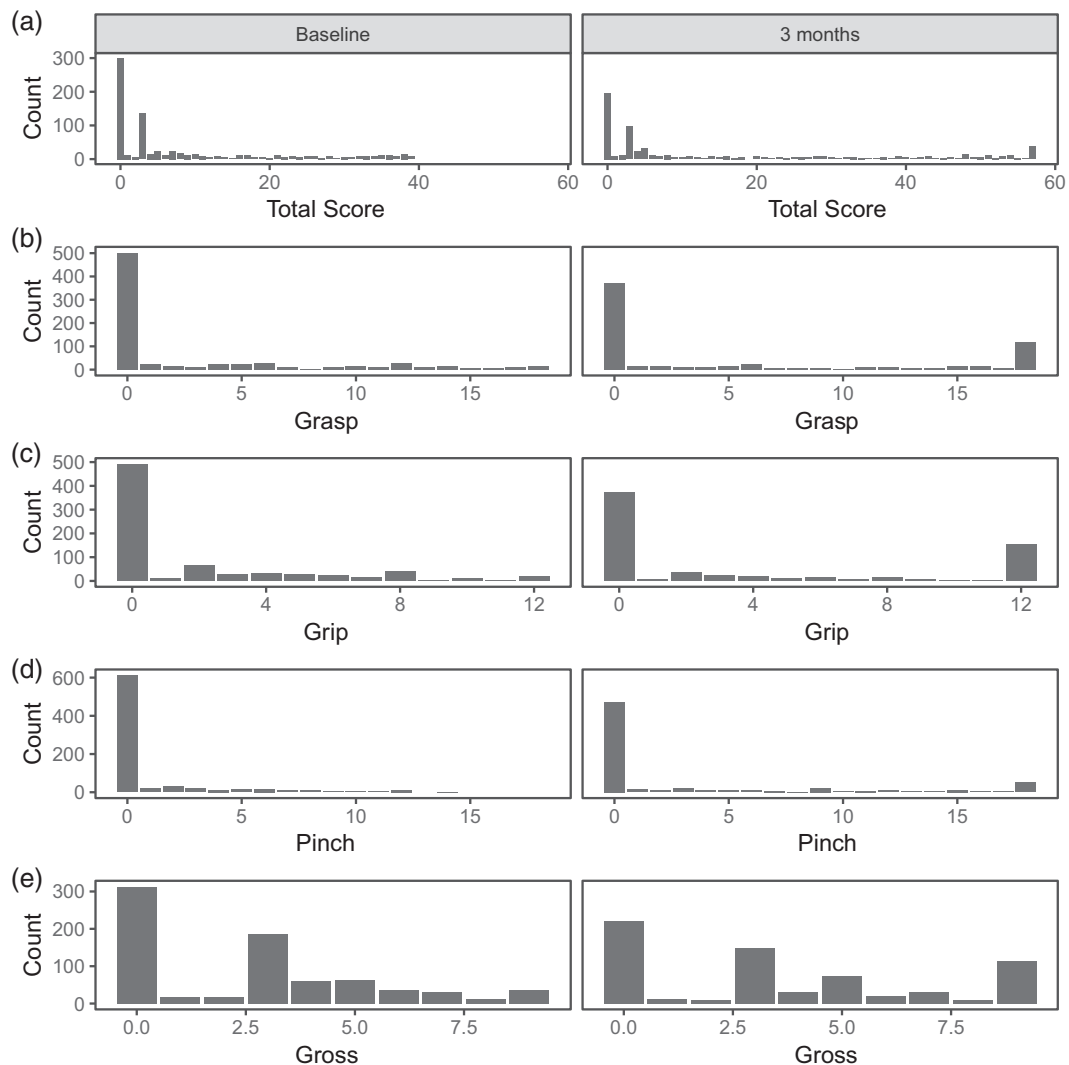 (a)
Baseline
3 months
Count
300
200
100
0
0 20 40 60
0 20 40 60
Total Score
Total Score
(b)
Count
500
400
300
200
100
0
0 5 10 15
0 5 10 15
Grasp
Grasp
(c)
Count
500
400
300
200
100
0
0 4 8 12
0 4 8 12
Grip
Grip
(d)
Count
600
400
200
0
0 5 10 15
0 5 10 15
Pinch
Pinch
(e)
Count
300
200
100
0
0.0 2.5 5.0 7.5
0.0 2.5 5.0 7.5
Gross
Gross